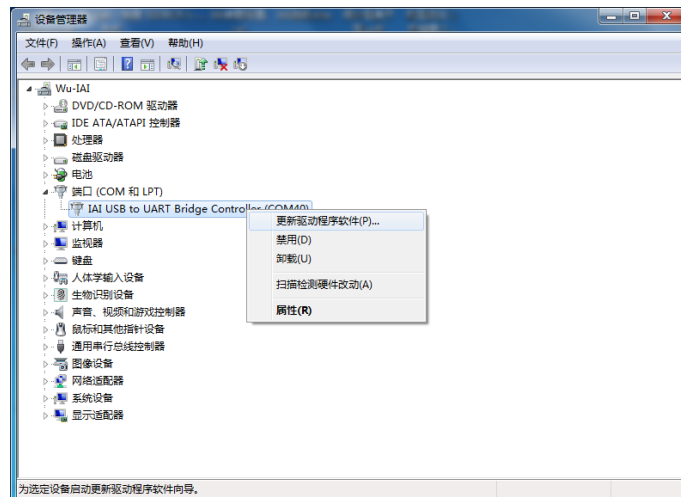 设备管理器
文件(F) 操作(A) 查看(V) 帮助(H)
Wu-IAI
DVD/CD-ROM 驱动器
IDE ATA/ATAPI 控制器
处理器
磁盘驱动器
电池
端口 (COM 和 LPT)
IAI USB to UART Bridge Controller (COM40)
更新驱动程序软件(P)...
计算机
禁用(D)
监视器
卸载(U)
键盘
人体学输入设备
扫描检测硬件改动(A)
生物识别设备
声音、视频和游戏控制器
属性(R)
鼠标和其他指针设备
通用串行总线控制器
图像设备
网络适配器
系统设备
显示适配器
为选定设备启动更新驱动程序软件向导。